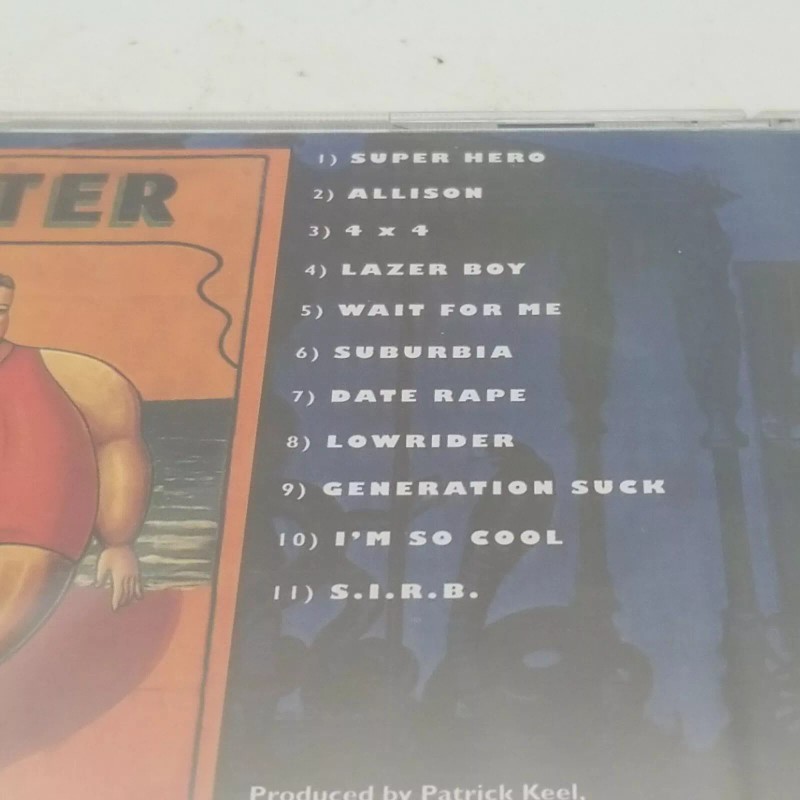 TER
1) SUPER HERO
2) ALLISON
3) 4 x 4
4) LAZER BOY
5) WAIT FOR ME
6) SUBURBIA
7) DATE RAPE
8) LOWRIDER
9) GENERATION SUCK
10) I'M SO COOL
11) S.I.R.B.
Produced by Patrick Keel,